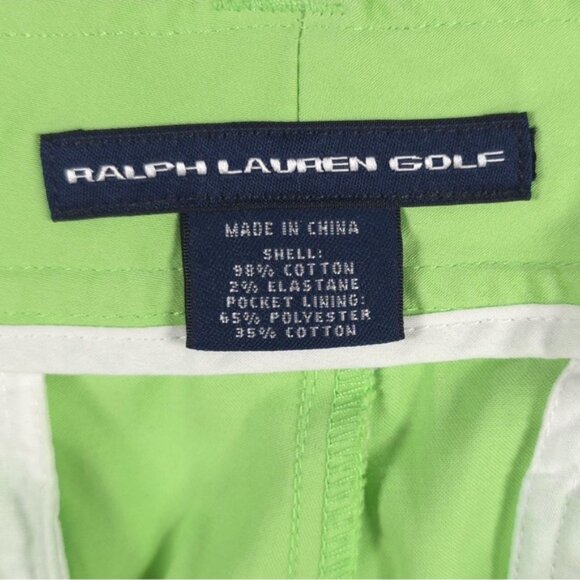 RALPH LAUREN GOLF
MADE IN CHINA
SHELL:
98% COTTON
2% ELASTANE
POCKET LINING:
65% POLYESTER
35% COTTON